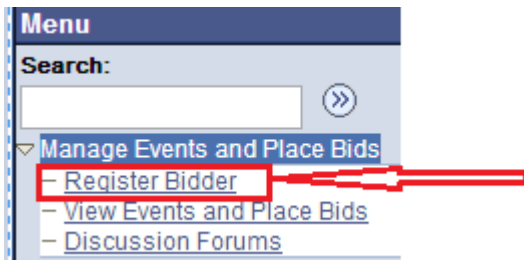 Menu
Search:
Manage Events and Place Bids
– Register Bidder
– View Events and Place Bids
– Discussion Forums